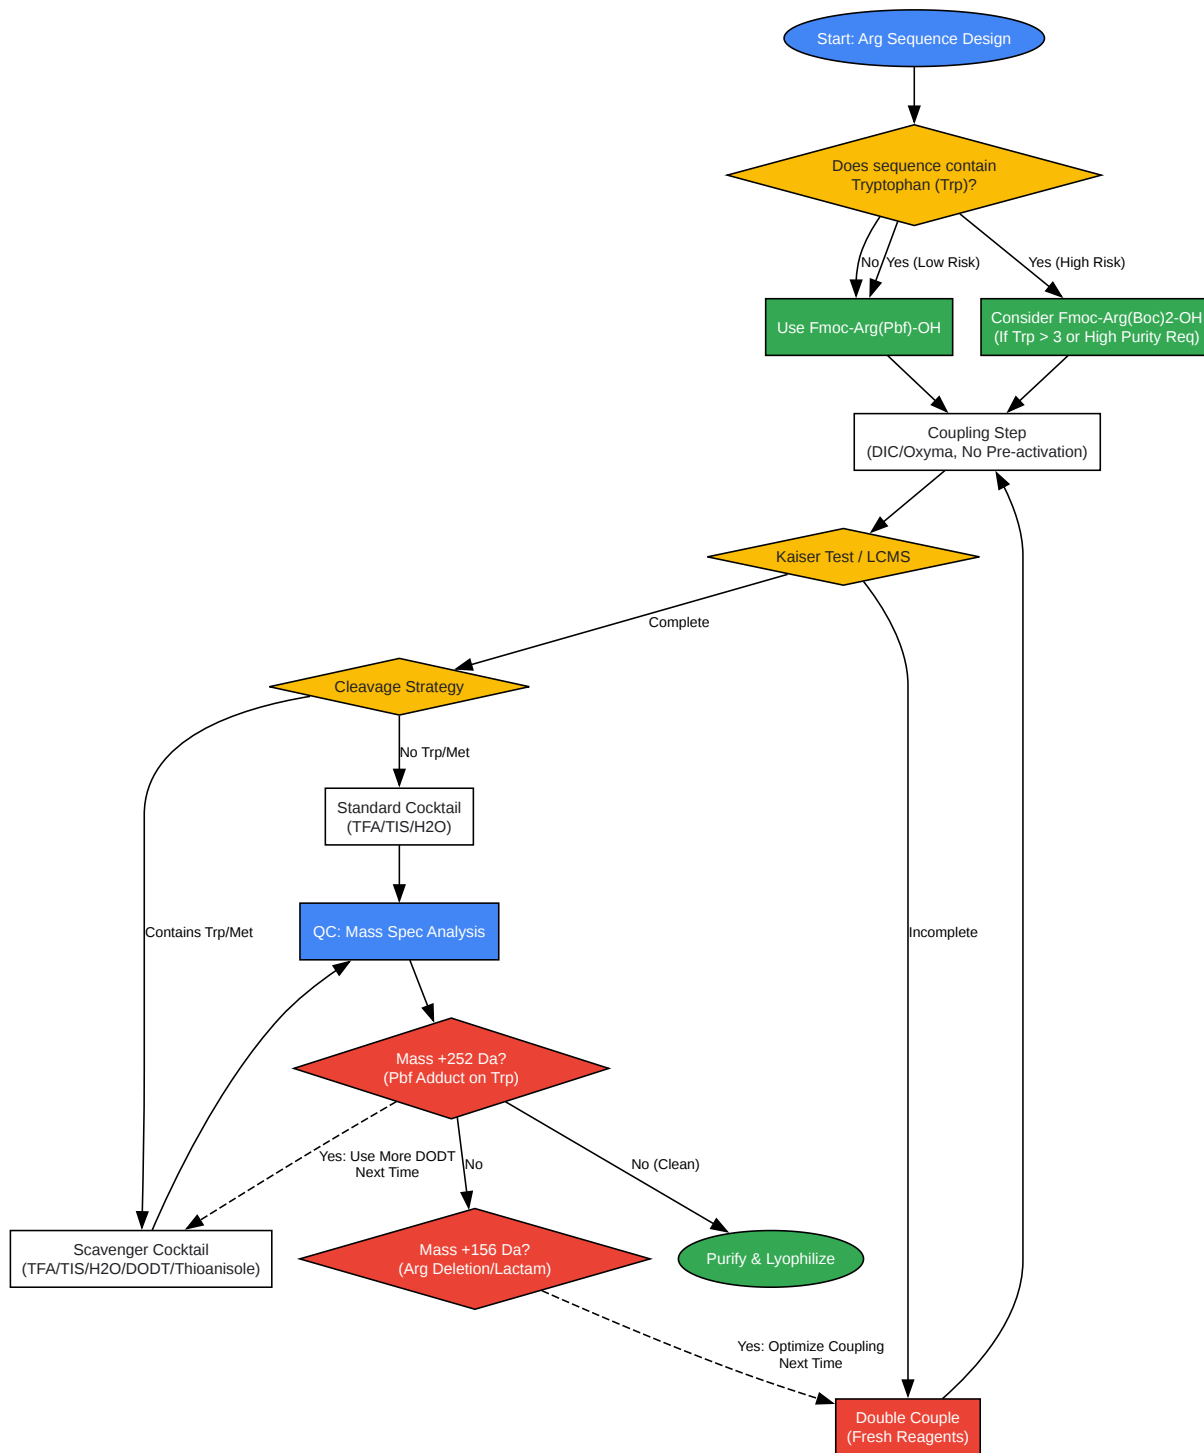 Start: Arg Sequence Design
Does sequence contain
Tryptophan (Trp)?
No
Yes (Low Risk)
Yes (High Risk)
Use Fmoc-Arg(Pbf)-OH
Consider Fmoc-Arg(Boc)2-OH
(If Trp > 3 or High Purity Req)
Coupling Step
(DIC/Oxyma, No Pre-activation)
Kaiser Test / LCMS
Complete
Cleavage Strategy
No Trp/Met
Standard Cocktail
(TFA/TIS/H2O)
Contains Trp/Met
QC: Mass Spec Analysis
Incomplete
Mass +252 Da?
(Pbf Adduct on Trp)
Yes: Use More DODT
Next Time
No
No (Clean)
Scavenger Cocktail
(TFA/TIS/H2O/DODT/Thioanisole)
Mass +156 Da?
(Arg Deletion/Lactam)
Purify & Lyophilize
Yes: Optimize Coupling
Next Time
Double Couple
(Fresh Reagents)